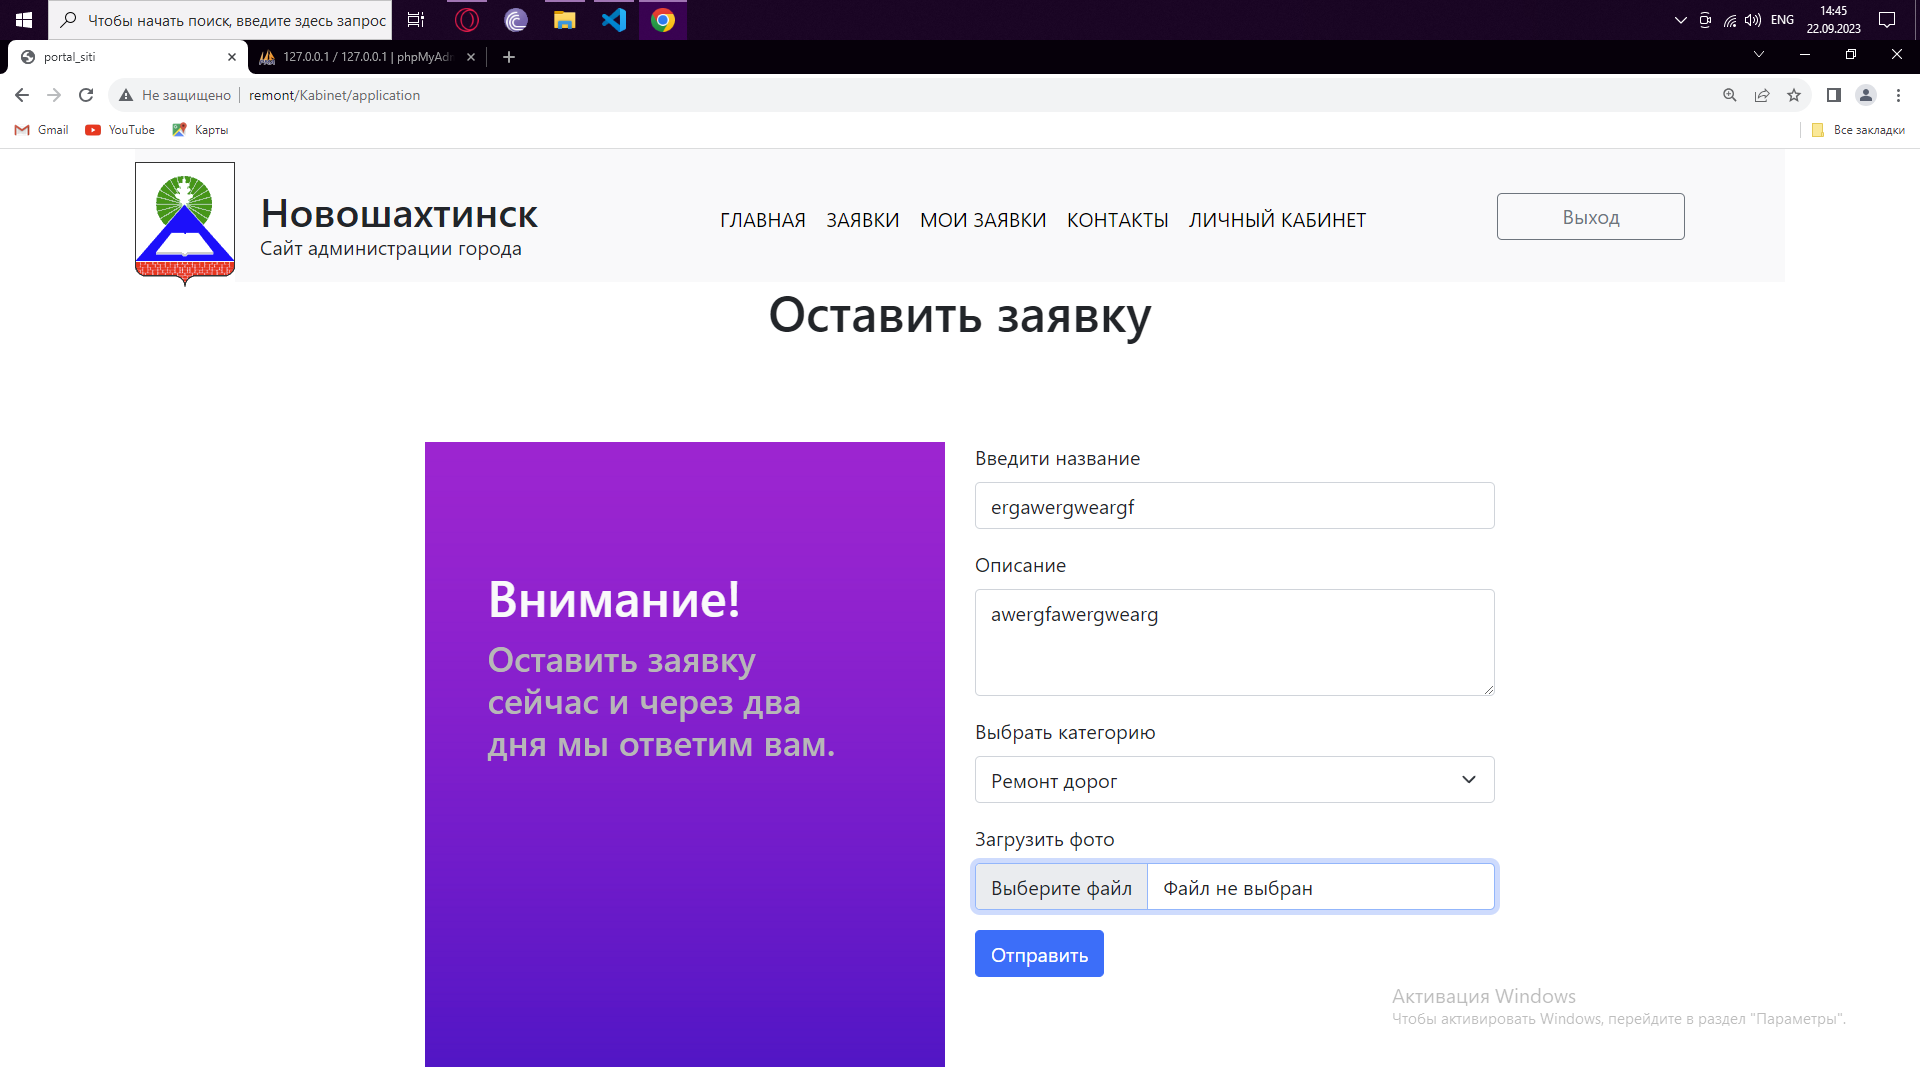 Чтобы начать поиск, введите здесь запрос
ENG
14:45
22.09.2023
portal_siti
127.0.0.1 / 127.0.0.1 | phpMyAdm
Не защищено
remont/Kabinet/application
Gmail
YouTube
Карты
Все закладки
Новошахтинск
Сайт администрации города
ГЛАВНАЯ ЗАЯВКИ МОИ ЗАЯВКИ КОНТАКТЫ ЛИЧНЫЙ КАБИНЕТ
Выход
Оставить заявку
Внимание!
Оставить заявку
сейчас и через два
дня мы ответим вам.
Введити название
ergawergweargf
Описание
awergfawergwearg
Выбрать категорию
Ремонт дорог
Загрузить фото
Выберите файл Файл не выбран
Отправить
Активация Windows
Чтобы активировать Windows, перейдите в раздел "Параметры".